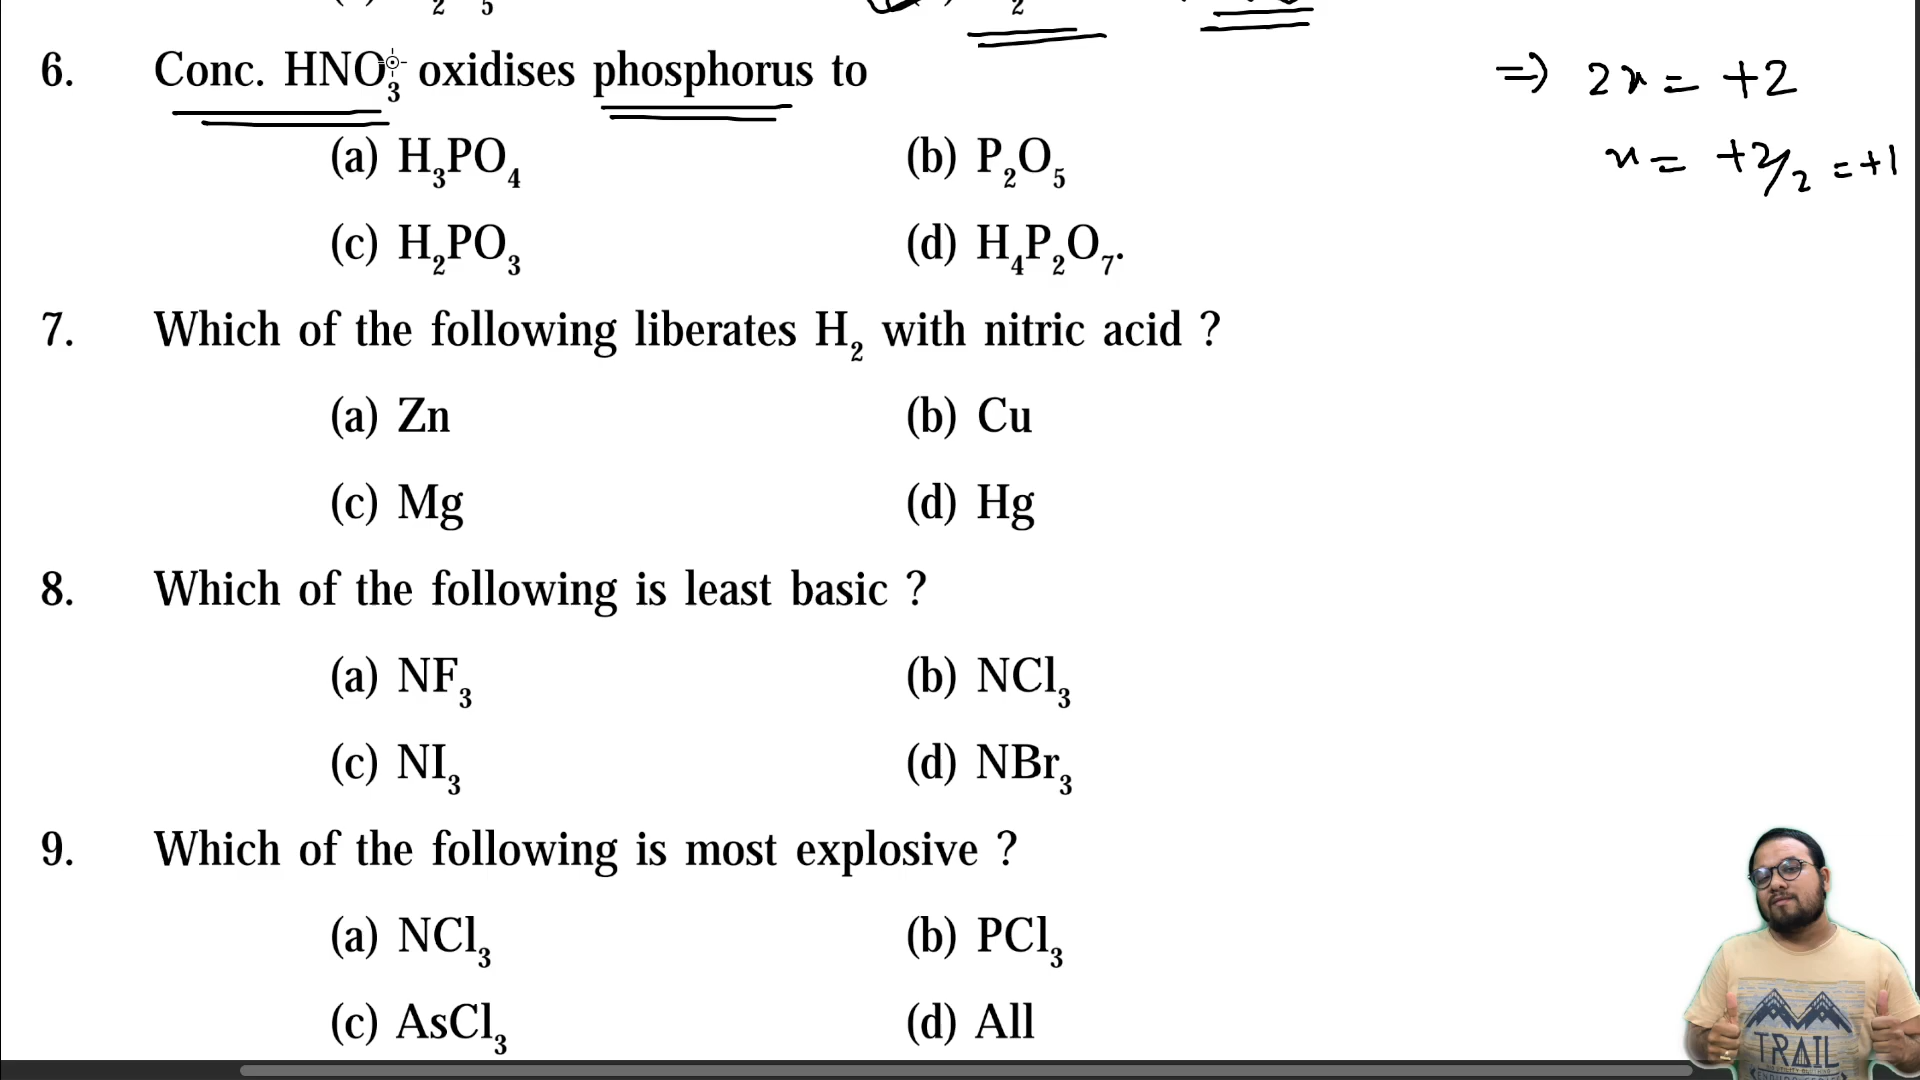 6. Conc. HNO₃ oxidises phosphorus to
(a) H₃PO₄ (b) P₂O₅
(c) H₂PO₃ (d) H₄P₂O₇.
7. Which of the following liberates H₂ with nitric acid ?
(a) Zn (b) Cu
(c) Mg (d) Hg
8. Which of the following is least basic ?
(a) NF₃ (b) NCl₃
(c) NI₃ (d) NBr₃
9. Which of the following is most explosive ?
(a) NCl₃ (b) PCl₃
(c) AsCl₃ (d) All
=> 2x = +2
x = +2/2 = +1
TRAIL